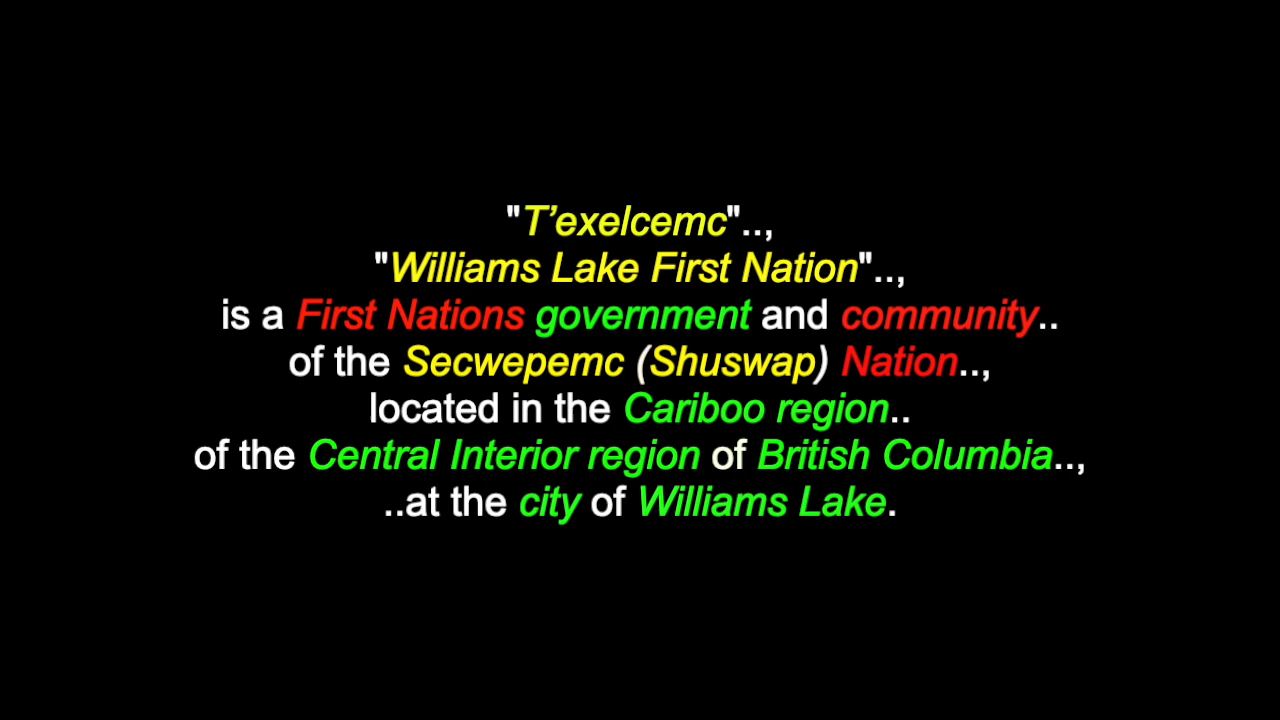 "T’exelcemc"..,
"Williams Lake First Nation"..,
is a First Nations government and community..
of the Secwepemc (Shuswap) Nation..,
located in the Cariboo region..
of the Central Interior region of British Columbia..,
..at the city of Williams Lake.